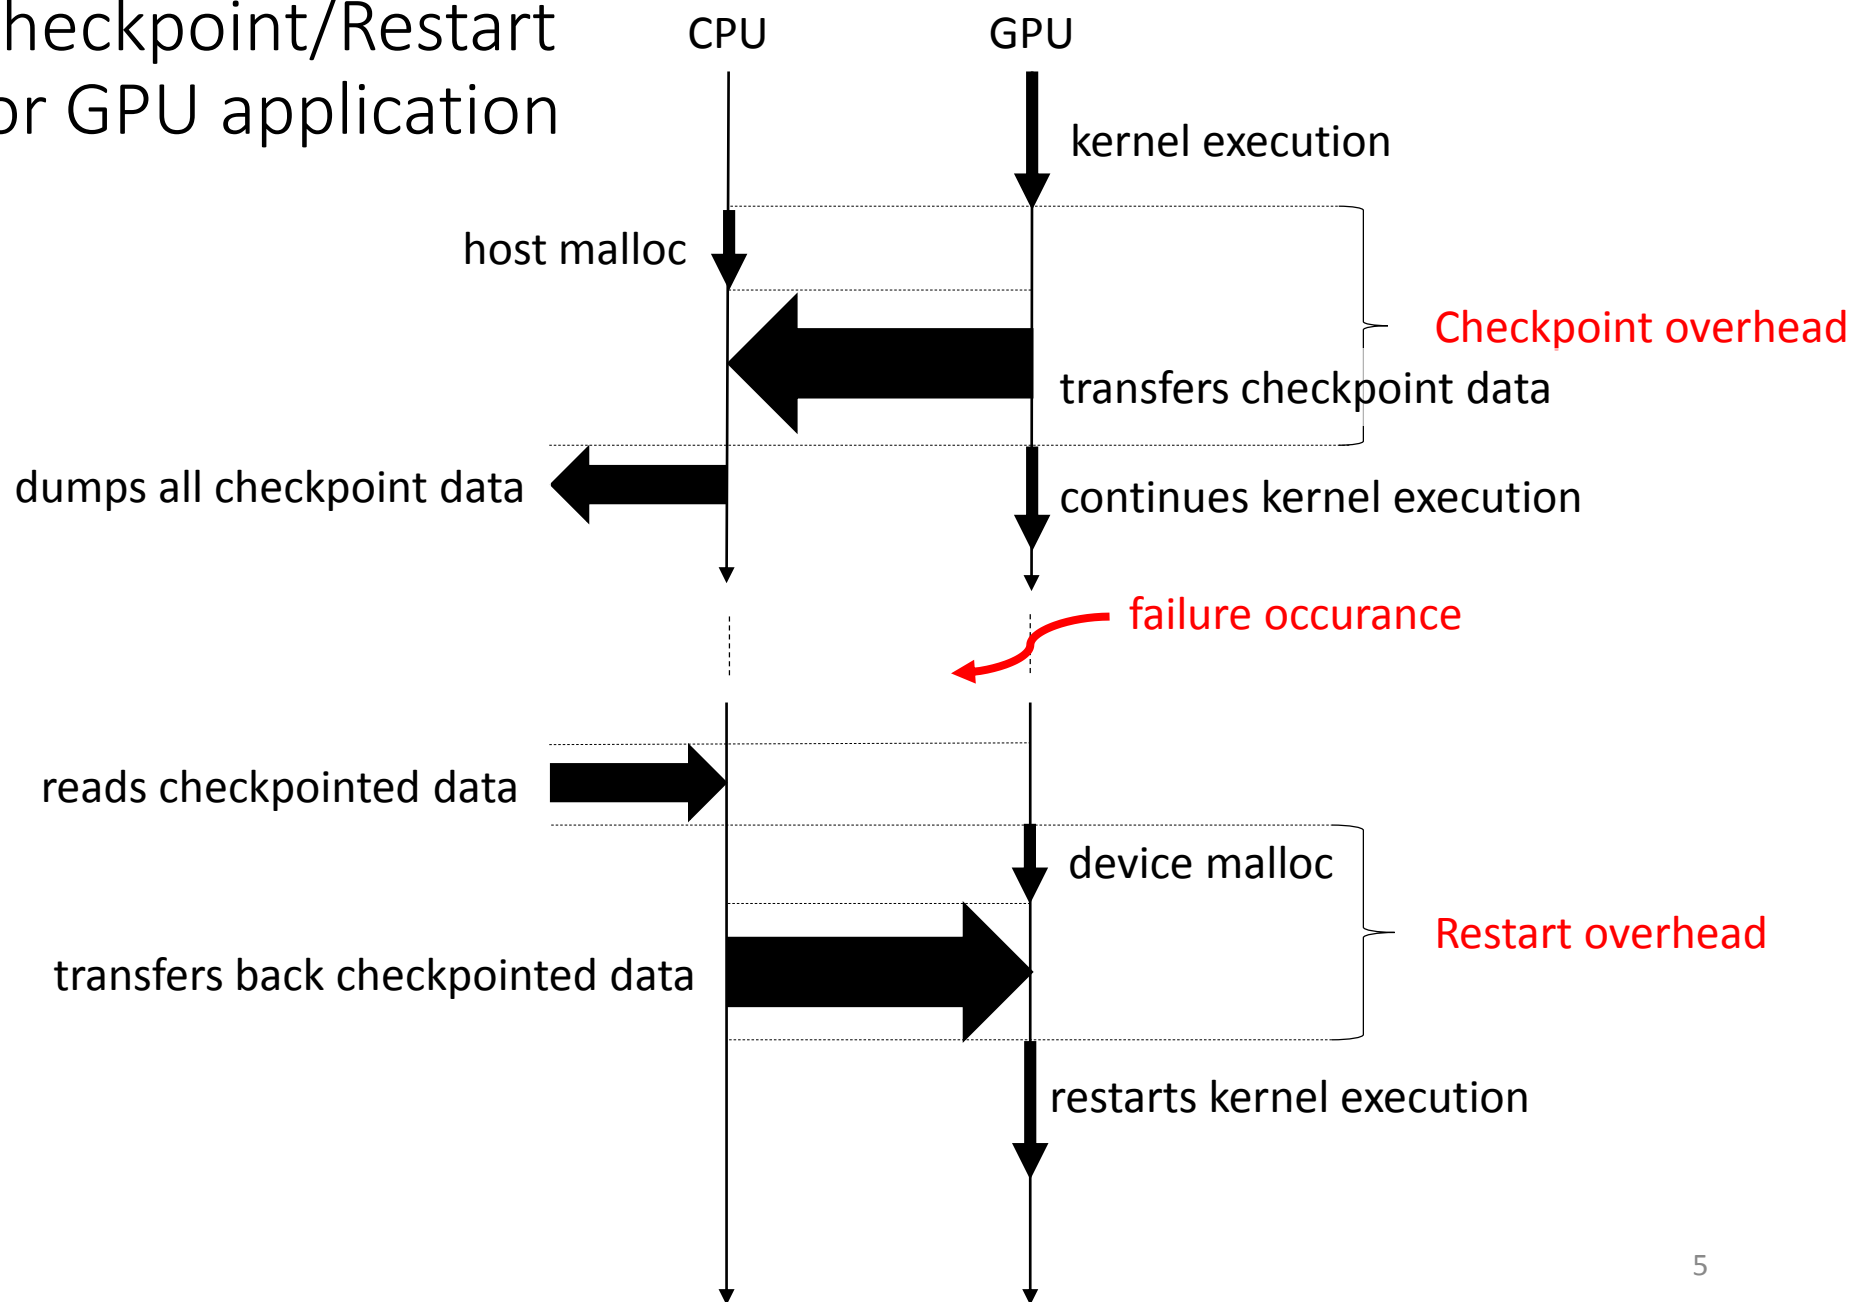 heckpoint/Restart
or GPU application
CPU
GPU
kernel execution
host malloc
Checkpoint overhead
transfers checkpoint data
dumps all checkpoint data
continues kernel execution
failure occurance
reads checkpointed data
device malloc
Restart overhead
transfers back checkpointed data
restarts kernel execution
5